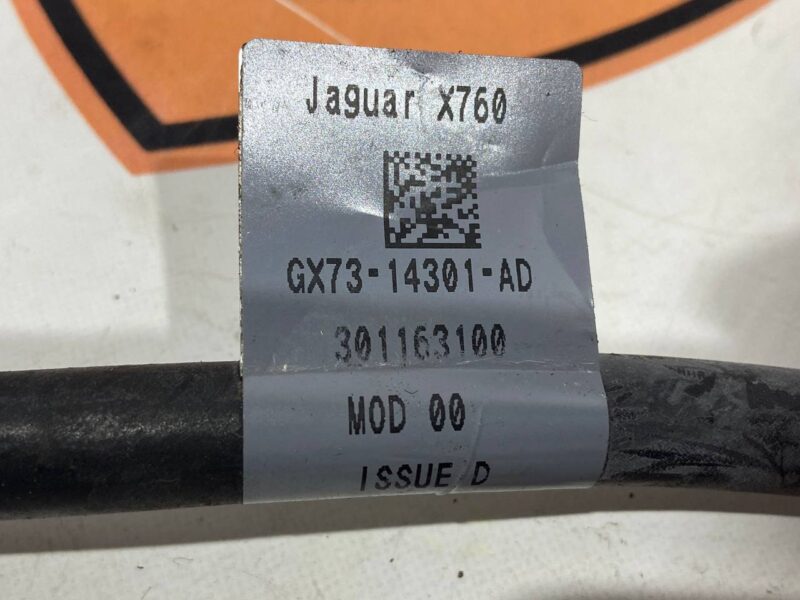 Jaguar X760
GX73-14301-AD
301163100
MOD 00
ISSUE D